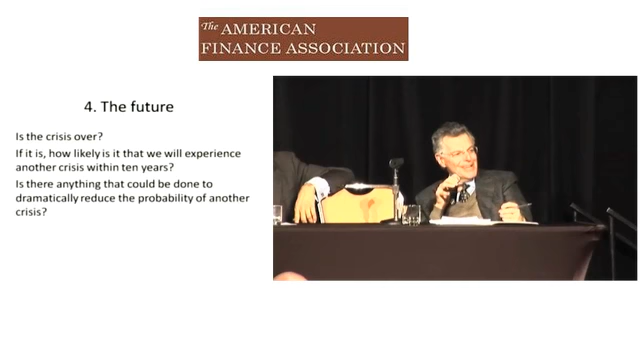 The AMERICAN
FINANCE ASSOCIATION
4. The future
Is the crisis over?
If it is, how likely is it that we will experience
another crisis within ten years?
Is there anything that could be done to
dramatically reduce the probability of another
crisis?